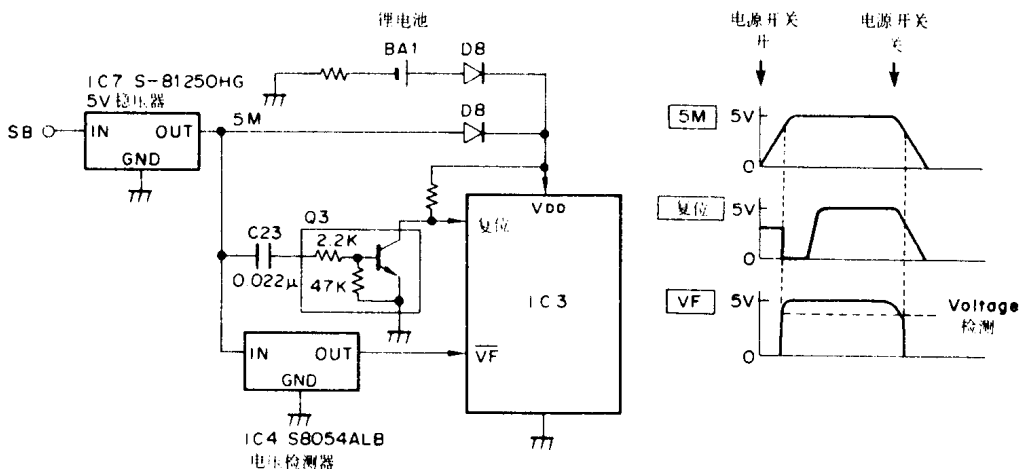 锂电池
BA1
D8
IC7 S-81250HG
5V稳压器
SB
IN
OUT
GND
5M
D8
VDD
复位
Q3
C23
0.022μ
2.2K
47K
IC3
VF
IN
OUT
GND
IC4 S8054ALB
电压检测器
电源开关
开
电源开关
关
5M
5V
0
复位
5V
0
VF
5V
0
Voltage
检测